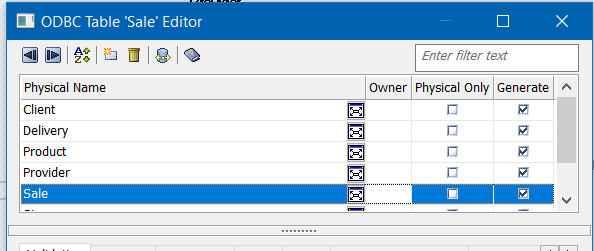 ODBC Table 'Sale' Editor
Enter filter text
Physical Name Owner Physical Only Generate
Client
Delivery
Product
Provider
Sale